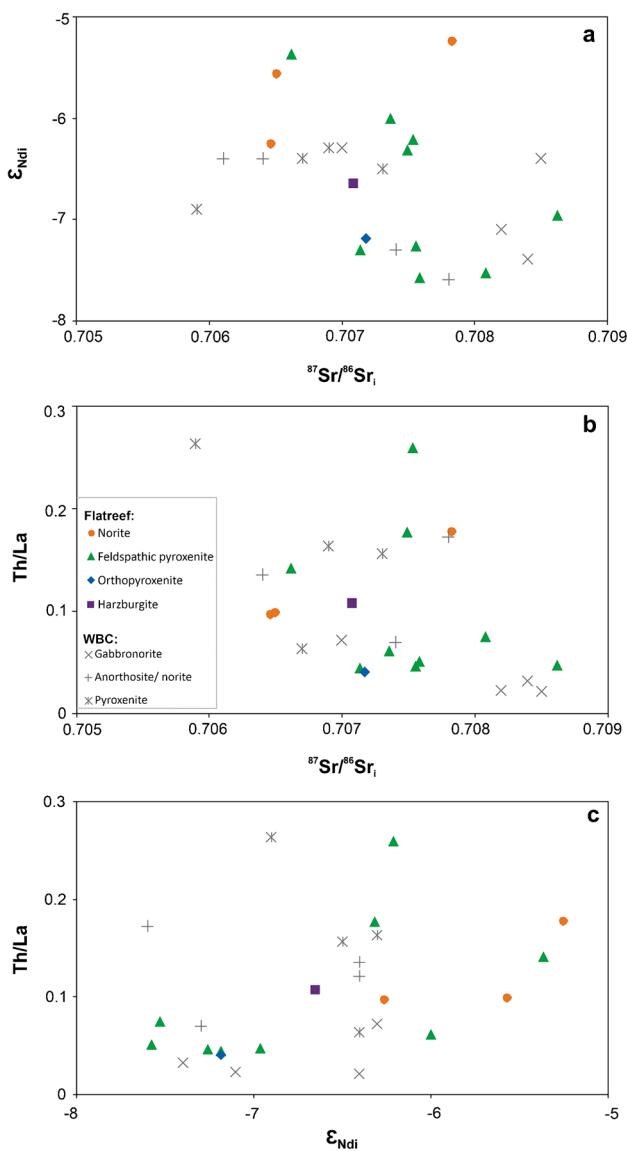 a
-5
-6
εNdi
-7
-8
0.705
0.706
0.707
0.708
0.709
87Sr/86Sri
b
0.3
0.2
Th/La
0.1
0
Flatreef:
Norite
Feldspathic pyroxenite
Orthopyroxenite
Harzburgite
WBC:
Gabbronorite
Anorthosite/ norite
Pyroxenite
0.705
0.706
0.707
0.708
0.709
87Sr/86Sri
c
0.3
0.2
Th/La
0.1
0
-8
-7
-6
-5
εNdi